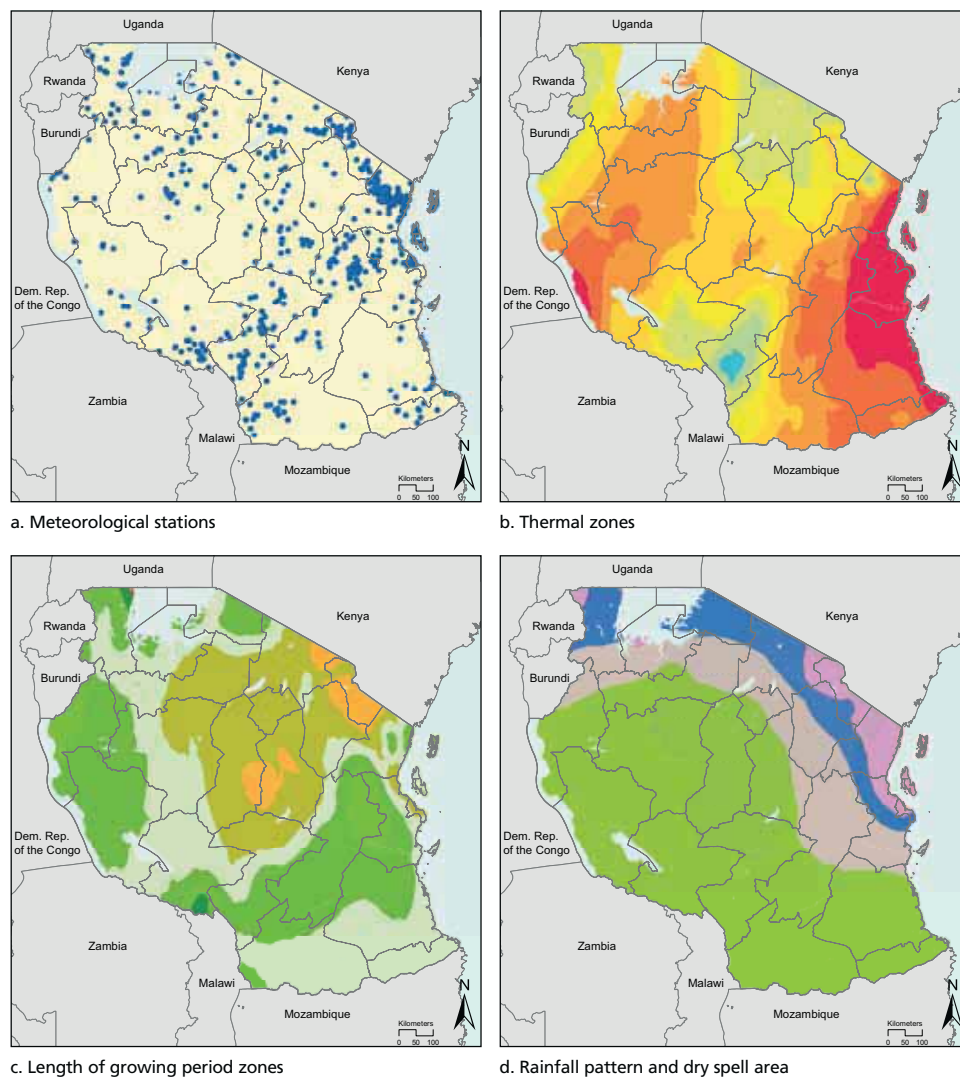 Uganda
Kenya
Rwanda
Burundi
Dem. Rep.
of the Congo
Zambia
Malawi
Mozambique
N
Kilometers
0 50 100
a. Meteorological stations
Uganda
Kenya
Rwanda
Burundi
Dem. Rep.
of the Congo
Zambia
Malawi
Mozambique
N
Kilometers
0 50 100
b. Thermal zones
Uganda
Kenya
Rwanda
Burundi
Dem. Rep.
of the Congo
Zambia
Malawi
Mozambique
N
Kilometers
0 50 100
c. Length of growing period zones
Uganda
Kenya
Rwanda
Burundi
Dem. Rep.
of the Congo
Zambia
Malawi
Mozambique
N
Kilometers
0 50 100
d. Rainfall pattern and dry spell area